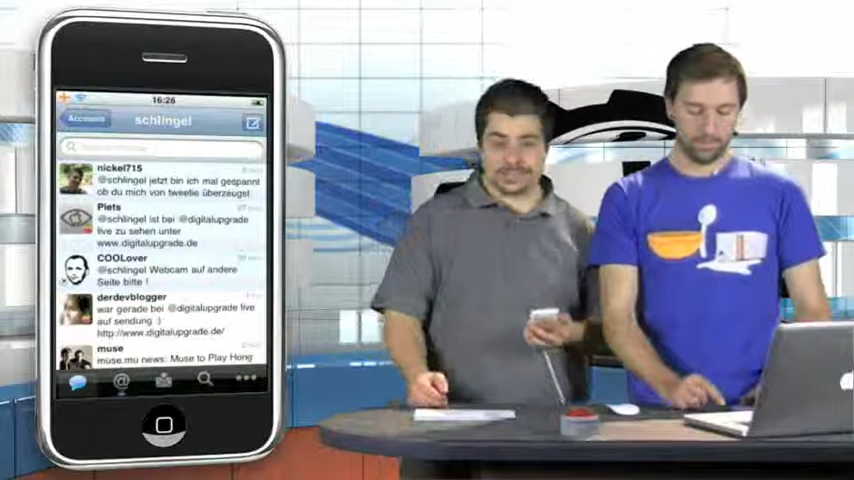 16:26
Accounts
schlingel
nickel715
@schlingel jetzt bin ich mal gespannt
ob du mich von tweetie überzeugst
Piets
@schlingel ist bei @digitalupgrade
live zu sehen unter
www.digitalupgrade.de
COOLover
@schlingel Webcam auf andere
Seite bitte !
derdevblogger
war gerade bei @digitalupgrade live
auf sendung :)
http://www.digitalupgrade.de/
muse
muse.mu news: Muse to Play Hong